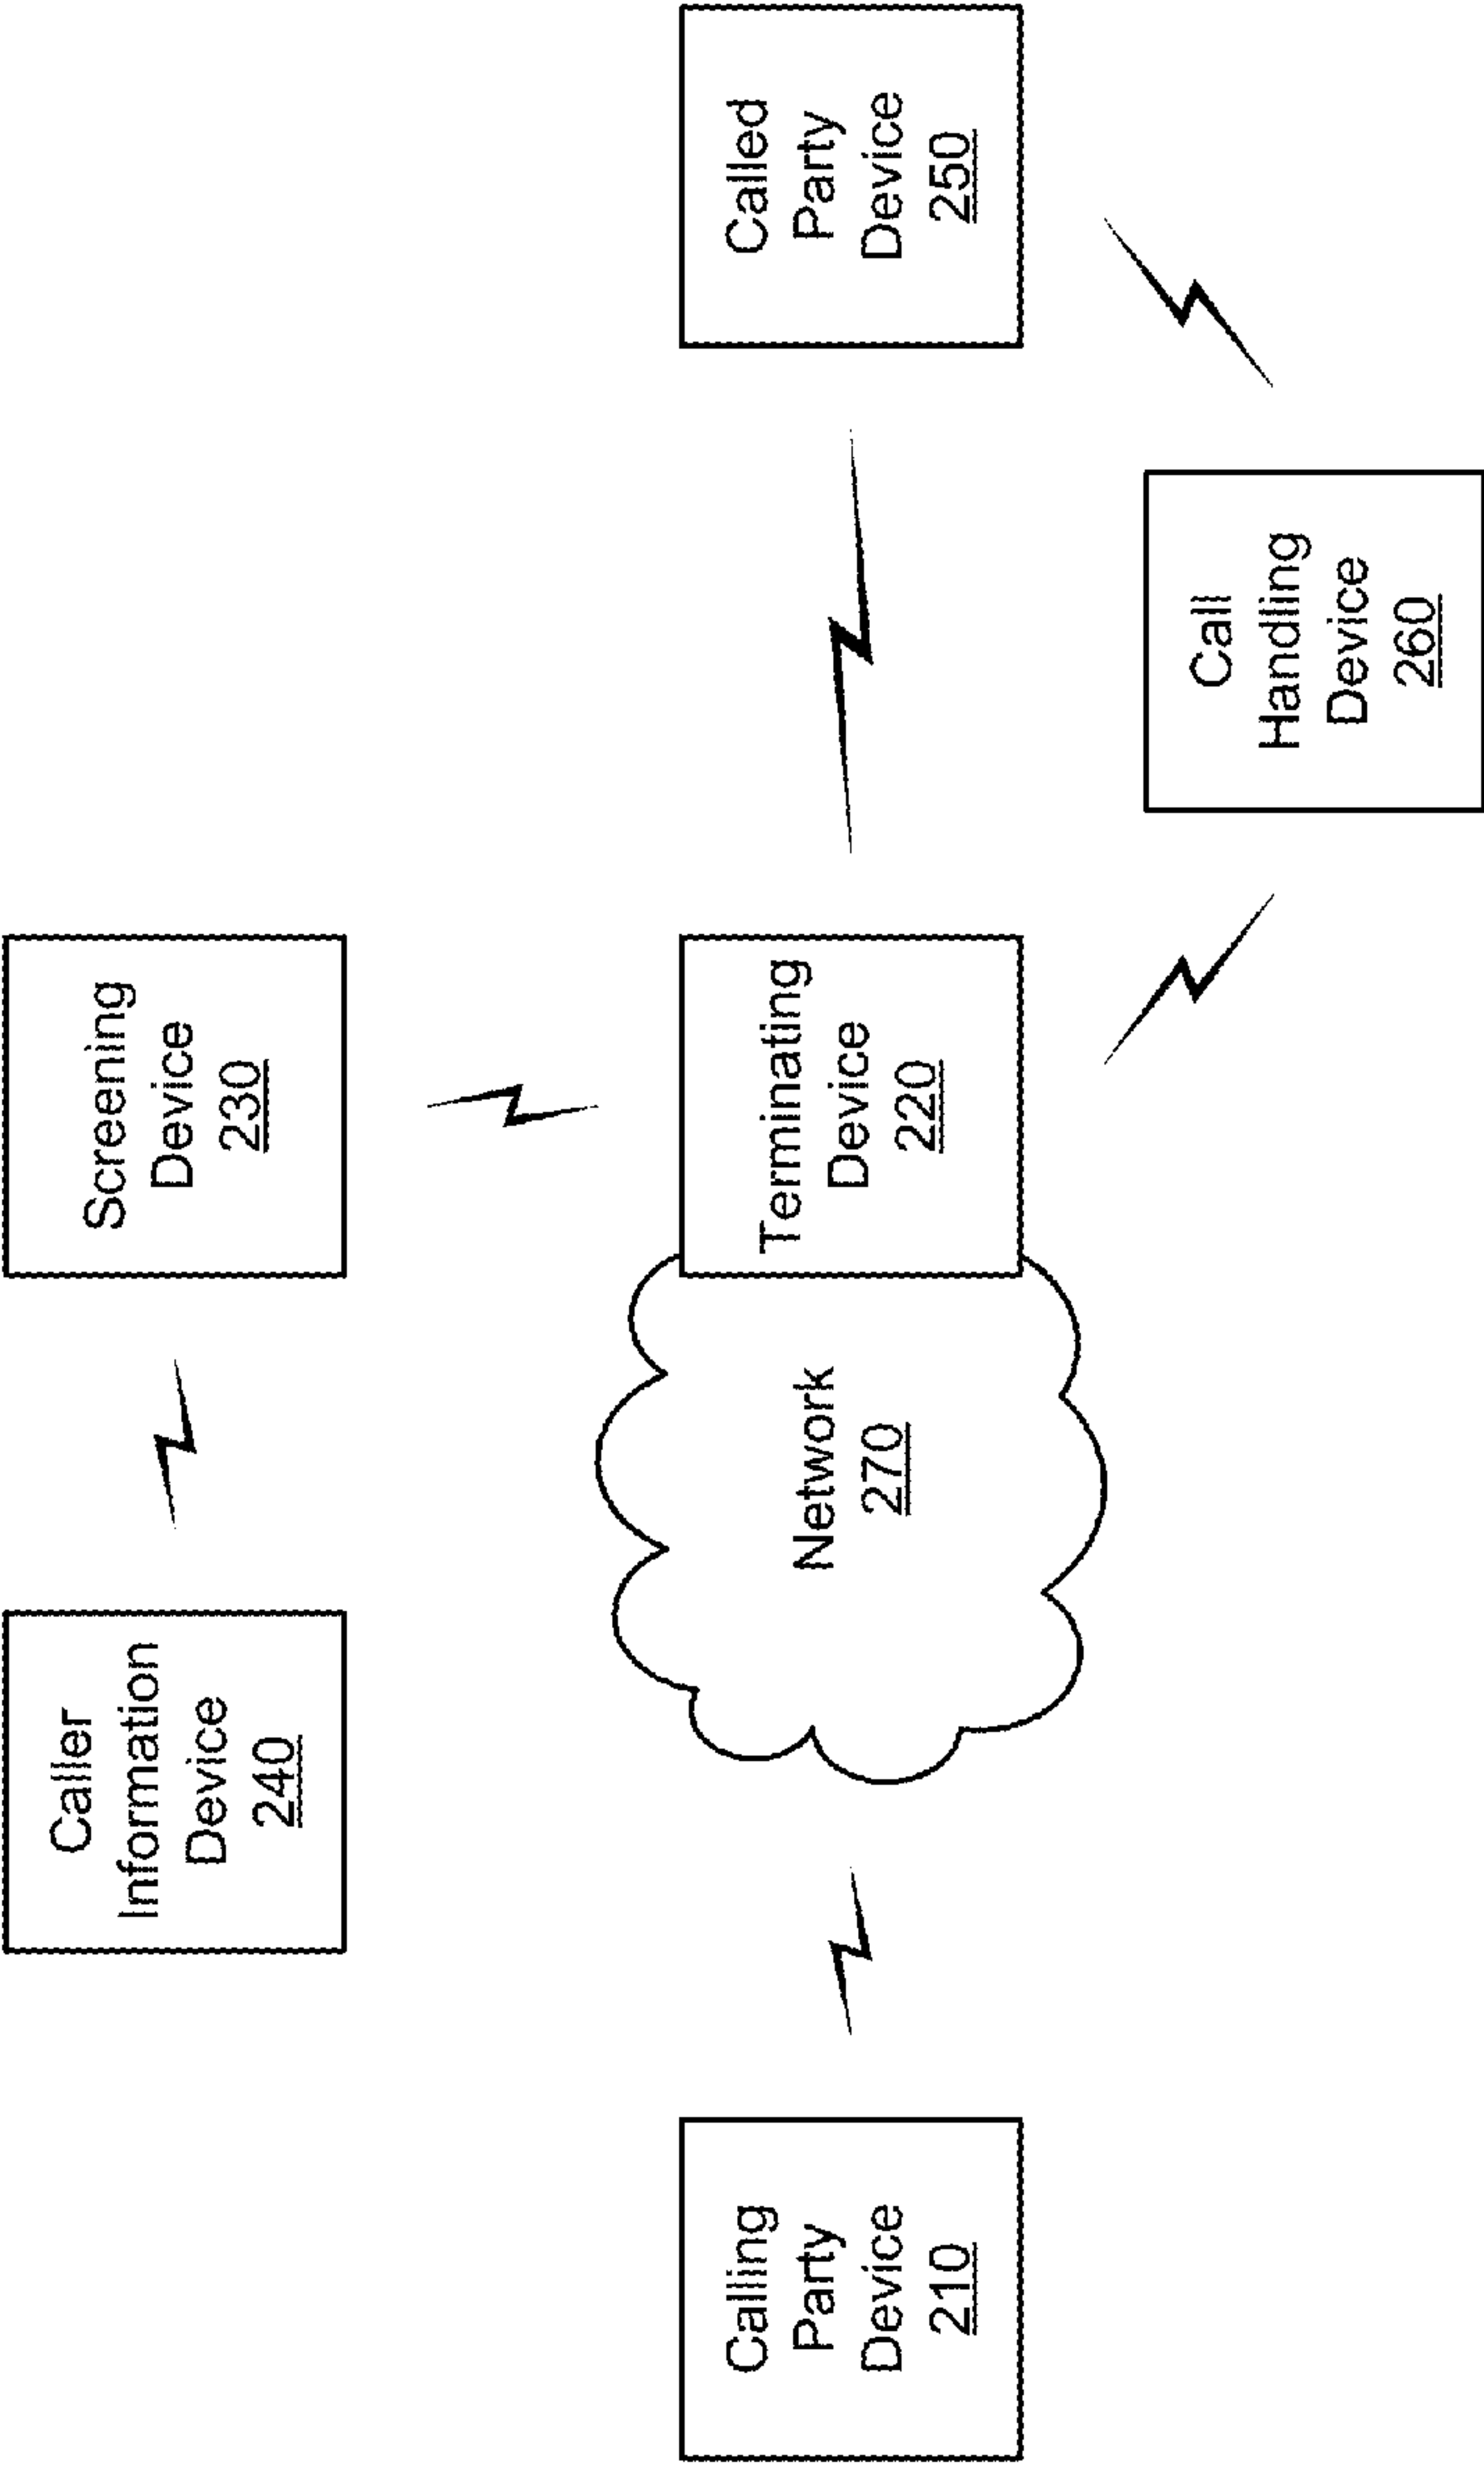 Caller
Information
Device
240
Screening
Device
230
Calling
Party
Device
210
Network
270
Terminating
Device
220
Called
Party
Device
250
Call
Handling
Device
260